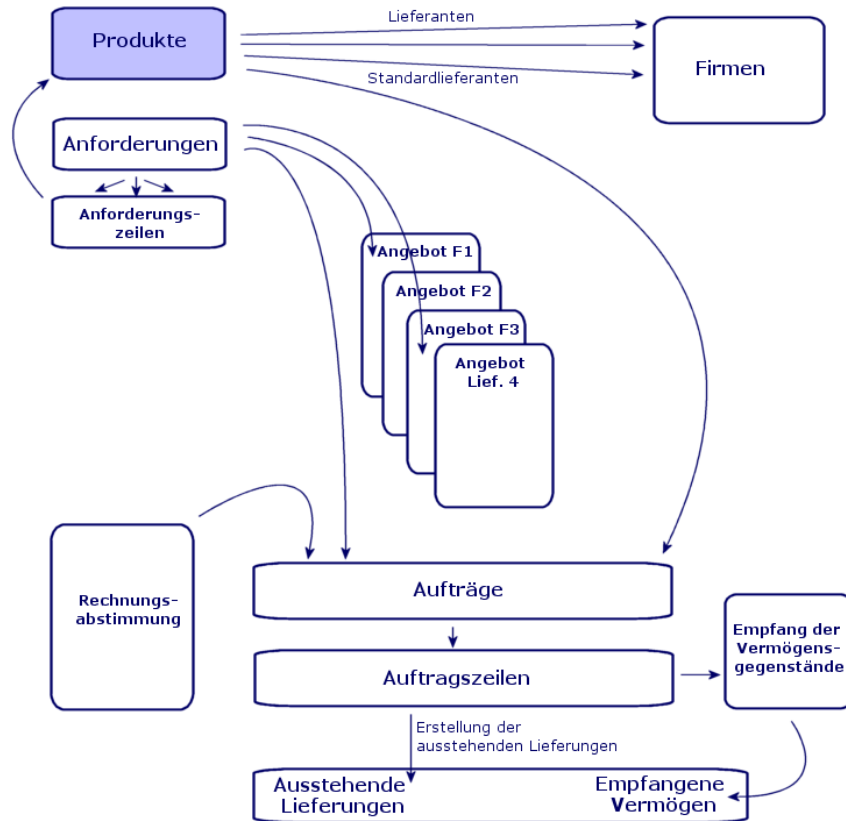 Lieferanten
Produkte
Firmen
Standardlieferanten
Anforderungen
Anforderungs-
zeilen
Angebot F1
Angebot F2
Angebot F3
Angebot
Lief. 4
Rechnungs-
abstimmung
Aufträge
Empfang der
Vermögens-
gegenstände
Auftragszeilen
Erstellung der
ausstehenden Lieferungen
Ausstehende
Lieferungen
Empfangene
Vermögen